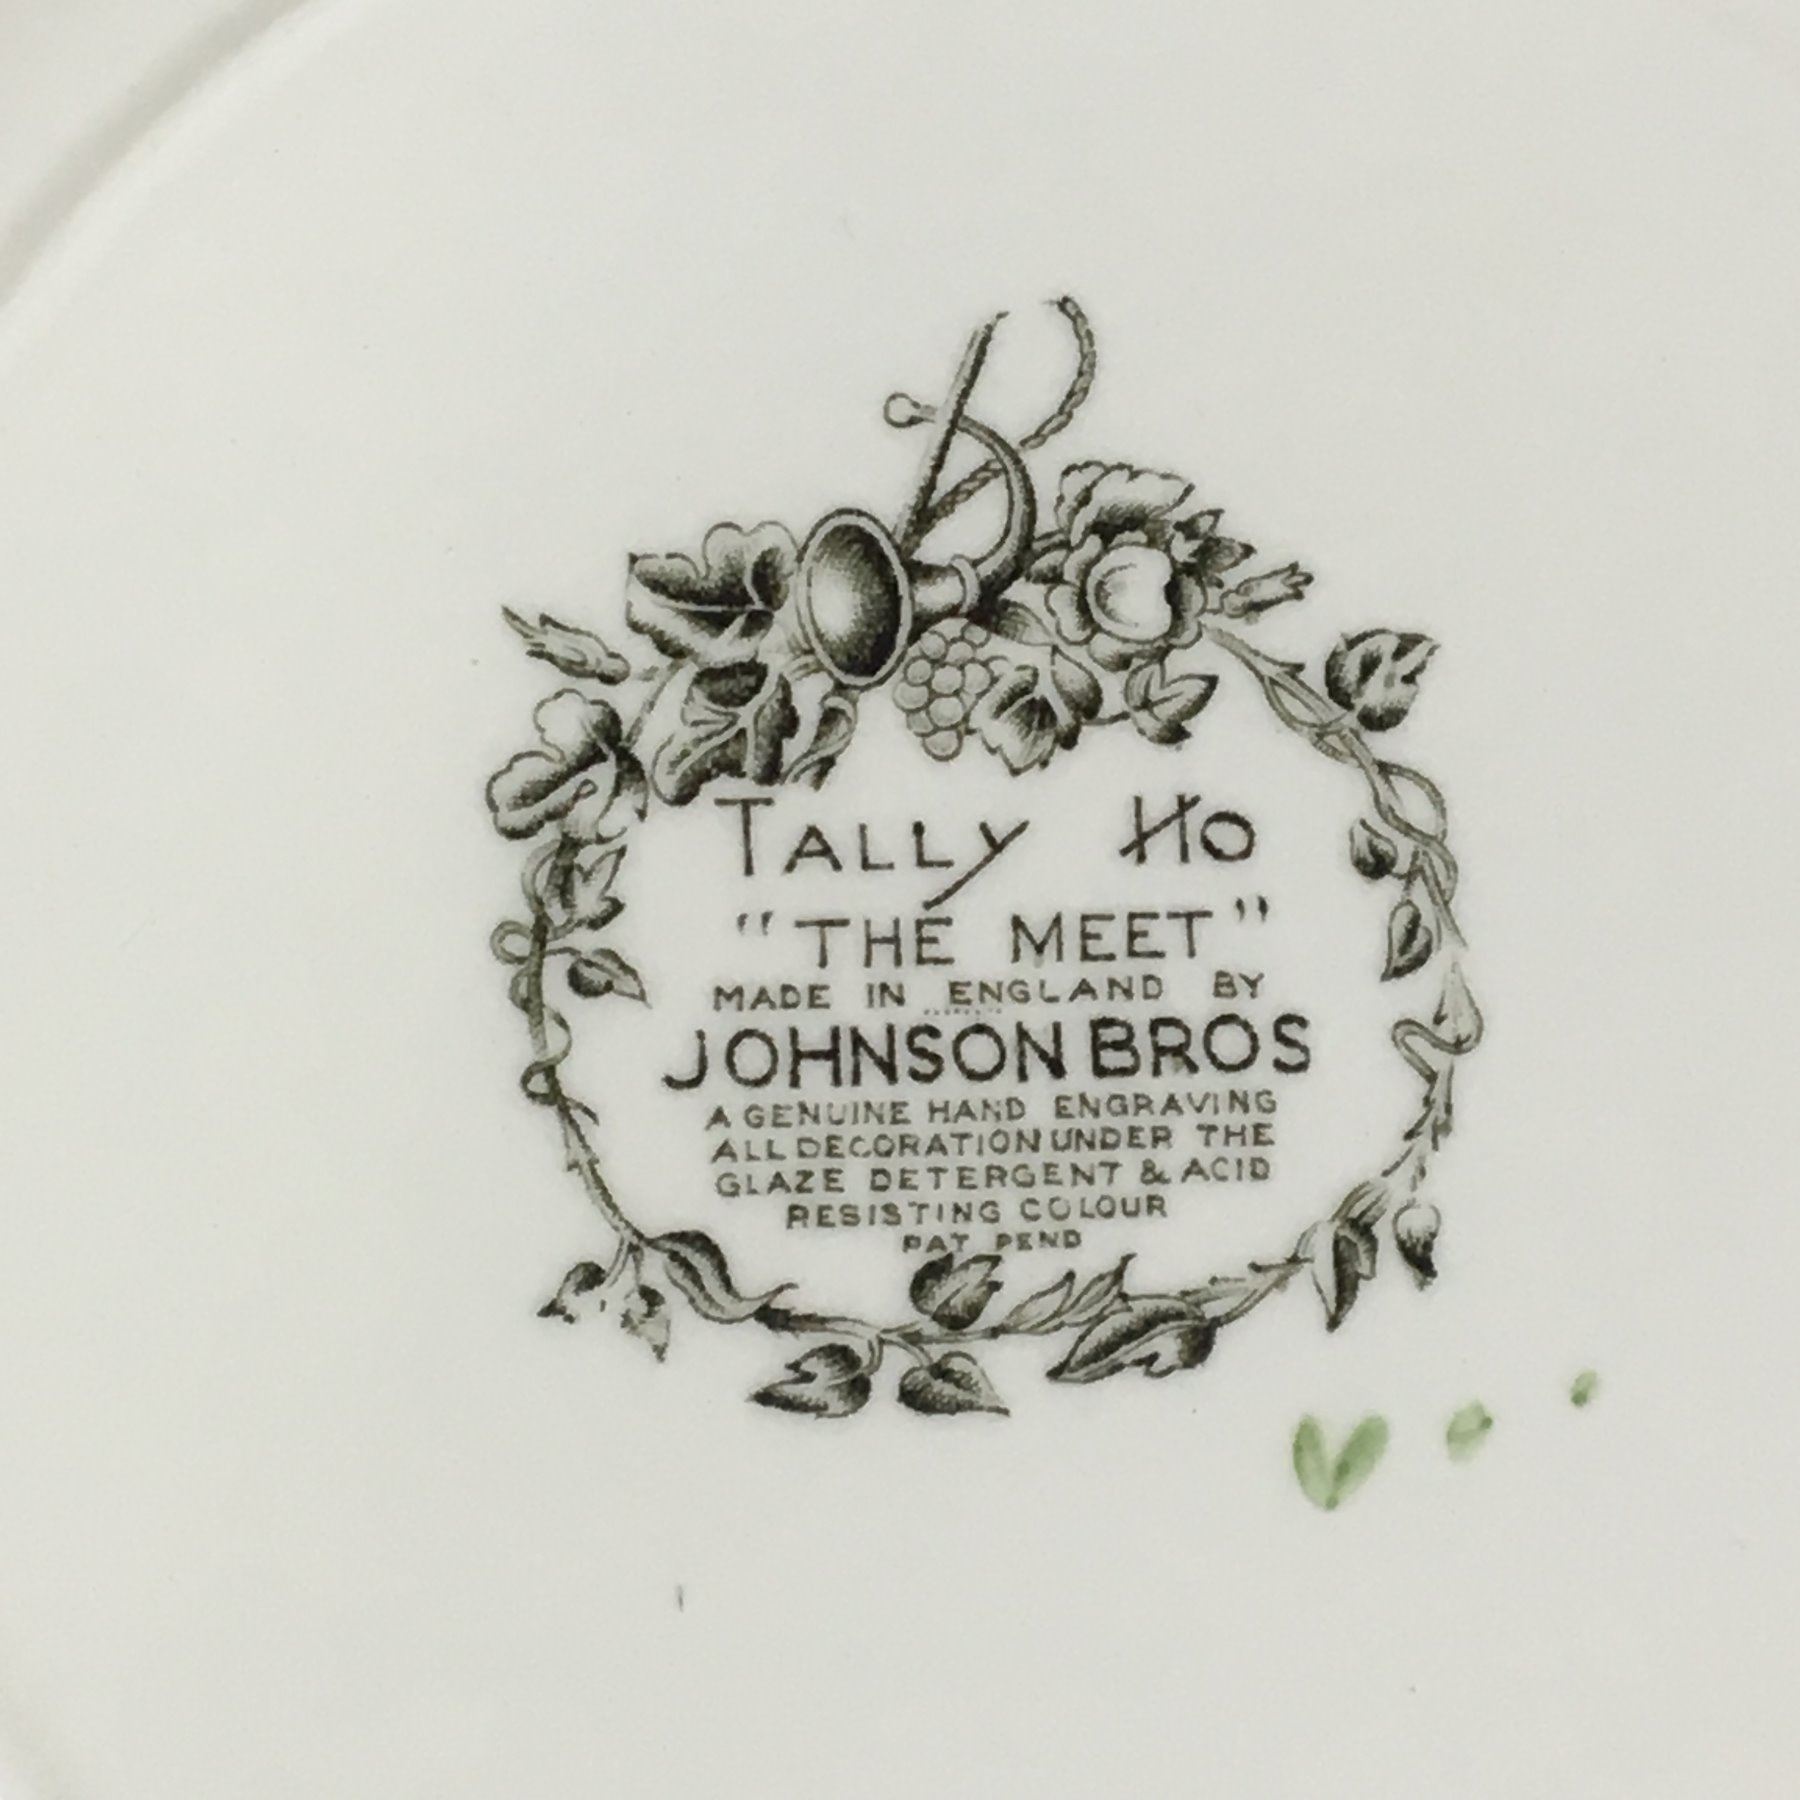 TALLY HO
"THE MEET"
MADE IN ENGLAND BY
JOHNSON BROS
A GENUINE HAND ENGRAVING
ALL DECORATION UNDER THE
GLAZE DETERGENT & ACID
RESISTING COLOUR
PAT PEND